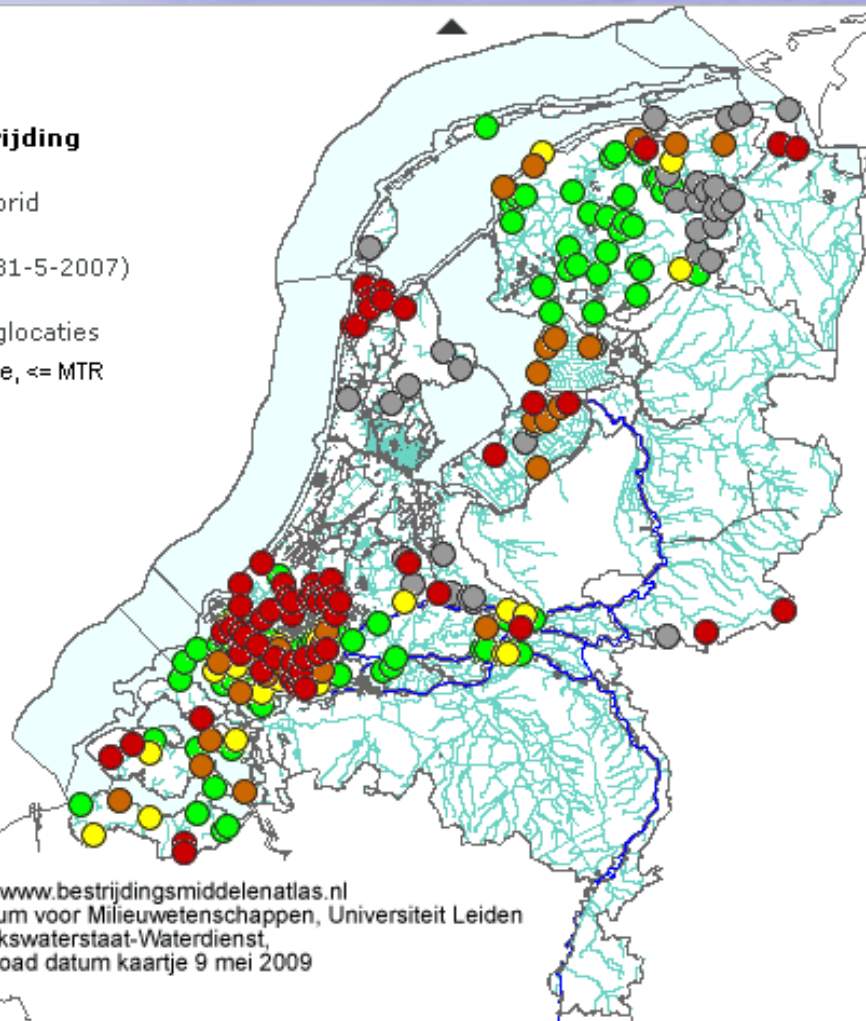 ijding
orid
31-5-2007)
glocaties
e, <= MTR
www.bestrijdingsmiddelenatlas.nl
um voor Milieuwetenschappen, Universiteit Leiden
kswaterstaat-Waterdienst,
oad datum kaartje 9 mei 2009